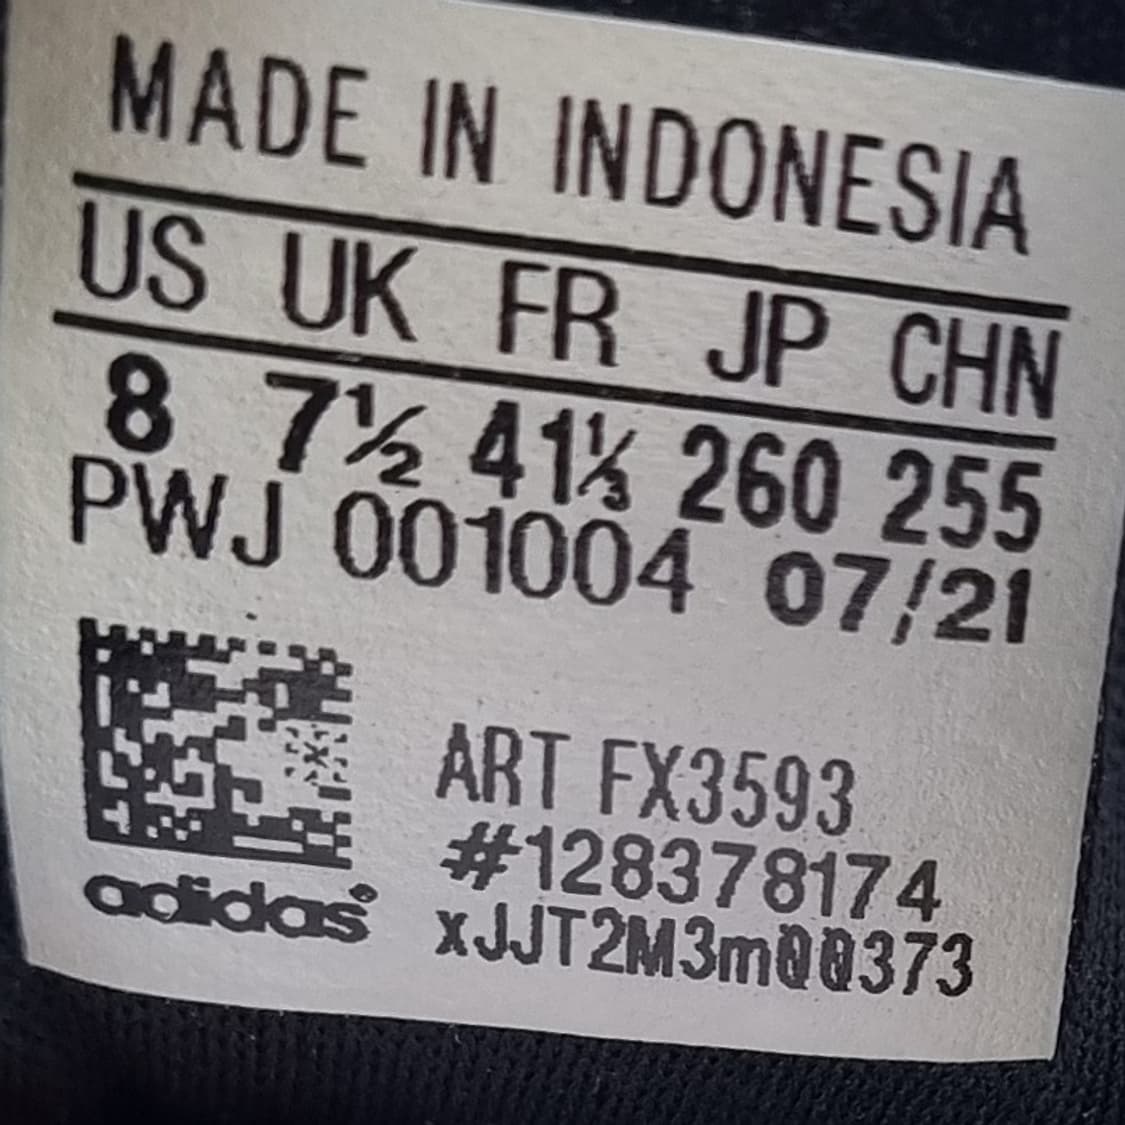 MADE IN INDONESIA
US UK FR JP CHN
8 7½ 41⅓ 260 255
PWJ 001004 07/21
ART FX3593
#128378174
adidas®
xJJT2M3m00373